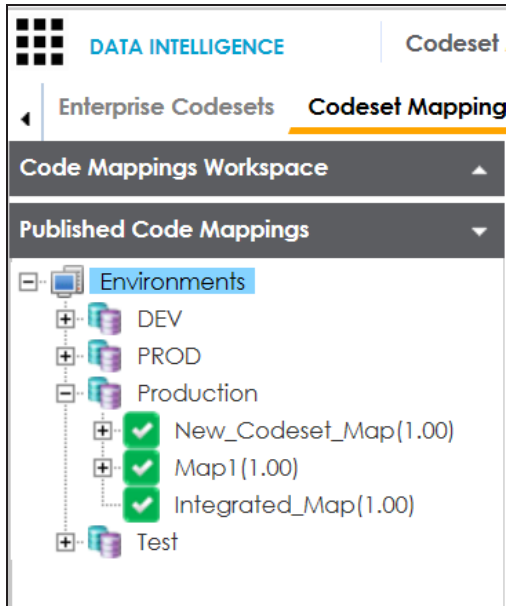 DATA INTELLIGENCE
Codeset
Enterprise Codesets Codeset Mapping
Code Mappings Workspace
Published Code Mappings
Environments
DEV
PROD
Production
New_Codeset_Map(1.00)
Map1(1.00)
Integrated_Map(1.00)
Test